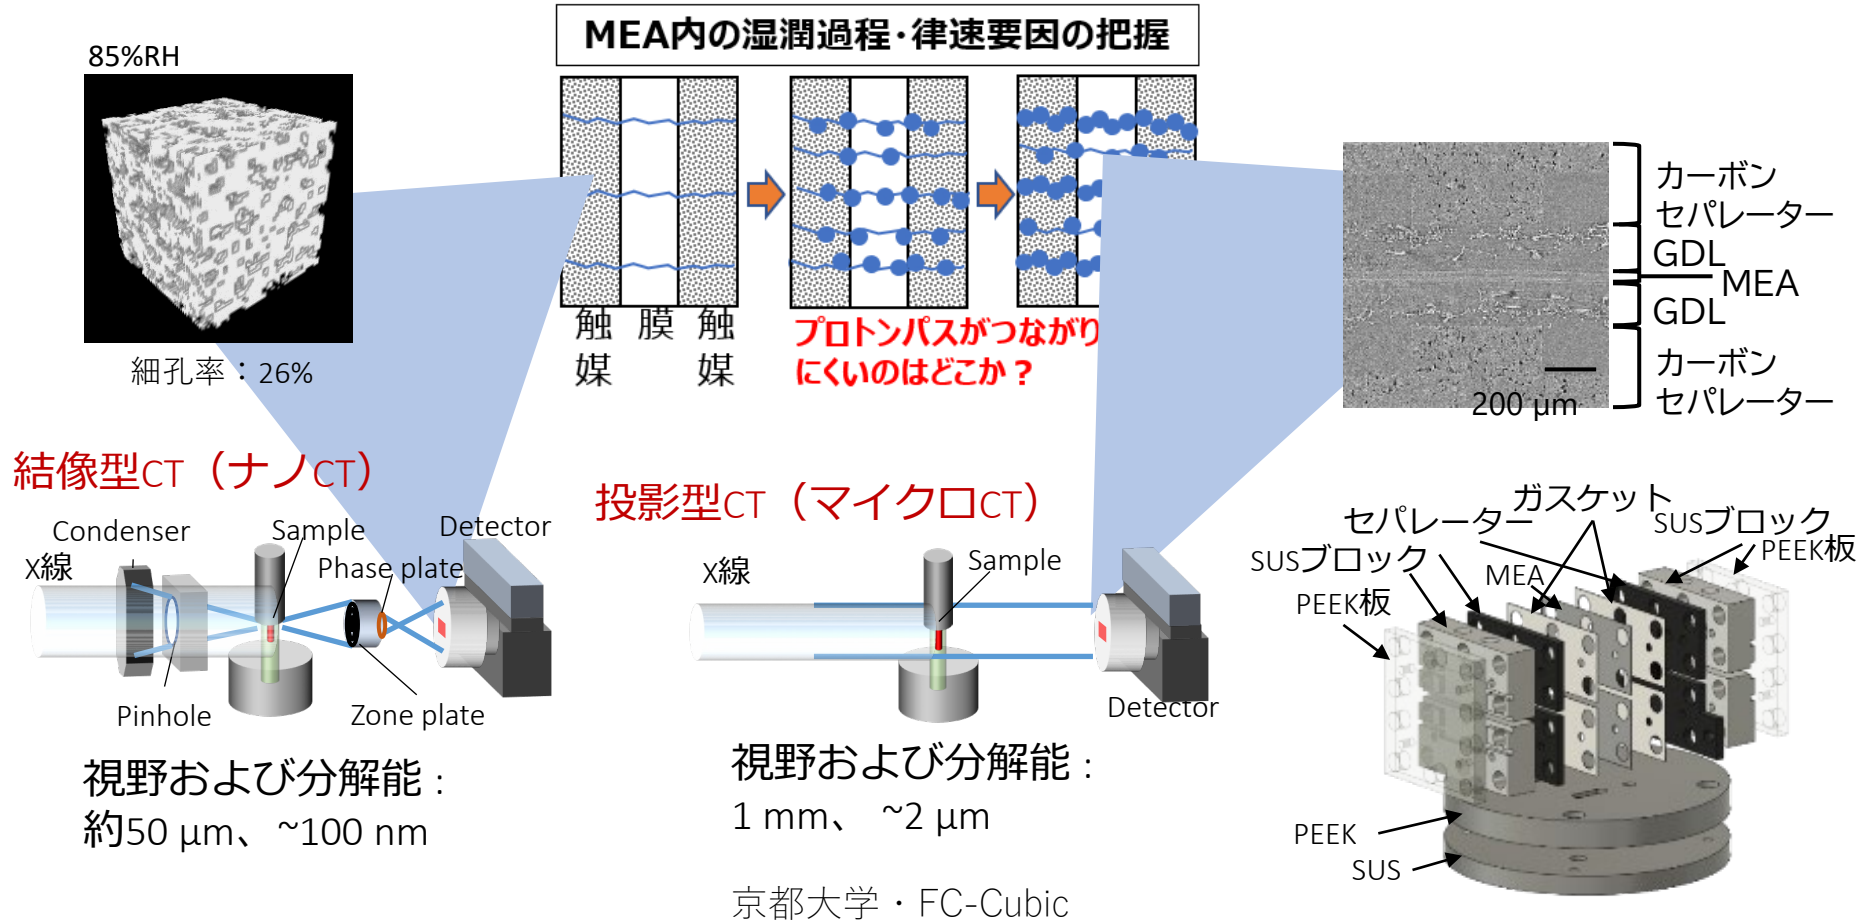 MEA内の湿潤過程・律速要因の把握
85%RH
細孔率：26%
触媒
膜
触媒
プロトンパスがつながり
にくいのはどこか？
カーボン
セパレーター
GDL
MEA
GDL
カーボン
セパレーター
200 μm
結像型CT（ナノCT）
Condenser
Sample
Detector
X線
Phase plate
Pinhole
Zone plate
視野および分解能：
約50 μm、~100 nm
投影型CT（マイクロCT）
X線
Sample
Detector
視野および分解能：
1 mm、 ~2 μm
京都大学・FC-Cubic
ガスケット
セパレーター
SUSブロック
SUSブロック
PEEK板
MEA
PEEK板
PEEK
SUS